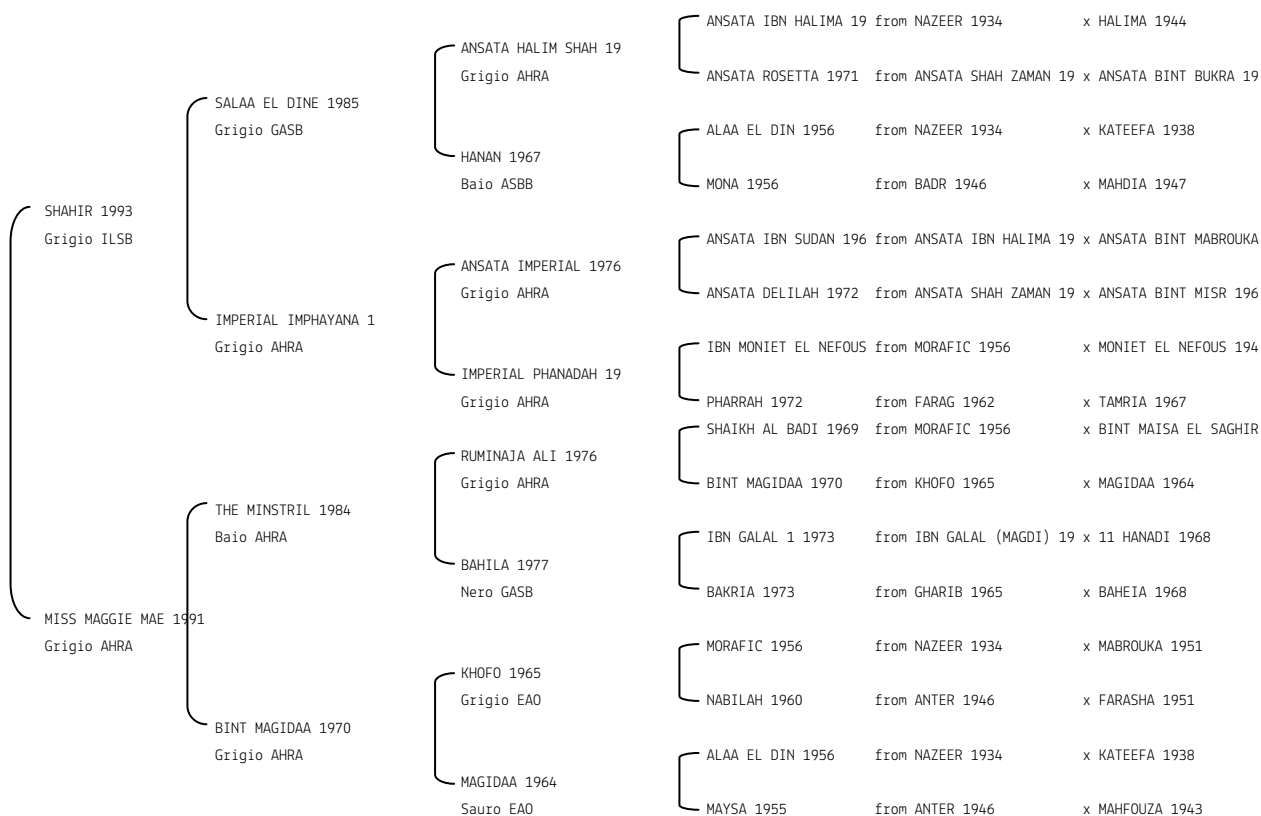 ANSATA IBN HALIMA 19 from NAZEER 1934 x HALIMA 1944
ANSATA HALIM SHAH 19
Grigio AHRA
ANSATA ROSETTA 1971 from ANSATA SHAH ZAMAN 19 x ANSATA BINT BUKRA 19
SALAA EL DINE 1985
Grigio GASB
ALAA EL DIN 1956 from NAZEER 1934 x KATEEFA 1938
HANAN 1967
Baio ASBB
MONA 1956 from BADR 1946 x MAHDIA 1947
SHAHIR 1993
Grigio ILSB
ANSATA IBN SUDAN 196 from ANSATA IBN HALIMA 19 x ANSATA BINT MABROUKA
ANSATA IMPERIAL 1976
Grigio AHRA
ANSATA DELILAH 1972 from ANSATA SHAH ZAMAN 19 x ANSATA BINT MISR 196
IMPERIAL IMPHAYANA 1
Grigio AHRA
IBN MONIET EL NEFOUS from MORAFIC 1956 x MONIET EL NEFOUS 194
IMPERIAL PHANADAH 19
Grigio AHRA
PHARRAH 1972 from FARAG 1962 x TAMRIA 1967
SHAIKH AL BADI 1969 from MORAFIC 1956 x BINT MAISA EL SAGHIR
RUMINAJA ALI 1976
Grigio AHRA
BINT MAGIDAA 1970 from KHOFO 1965 x MAGIDAA 1964
THE MINSTRIL 1984
Baio AHRA
IBN GALAL 1 1973 from IBN GALAL (MAGDI) 19 x 11 HANADI 1968
BAHILA 1977
Nero GASB
BAKRIA 1973 from GHARIB 1965 x BAHEIA 1968
MISS MAGGIE MAE 1991
Grigio AHRA
MORAFIC 1956 from NAZEER 1934 x MABROUKA 1951
KHOFO 1965
Grigio EAO
NABILAH 1960 from ANTER 1946 x FARASHA 1951
BINT MAGIDAA 1970
Grigio AHRA
ALAA EL DIN 1956 from NAZEER 1934 x KATEEFA 1938
MAGIDAA 1964
Sauro EAO
MAYSA 1955 from ANTER 1946 x MAHFOUZA 1943